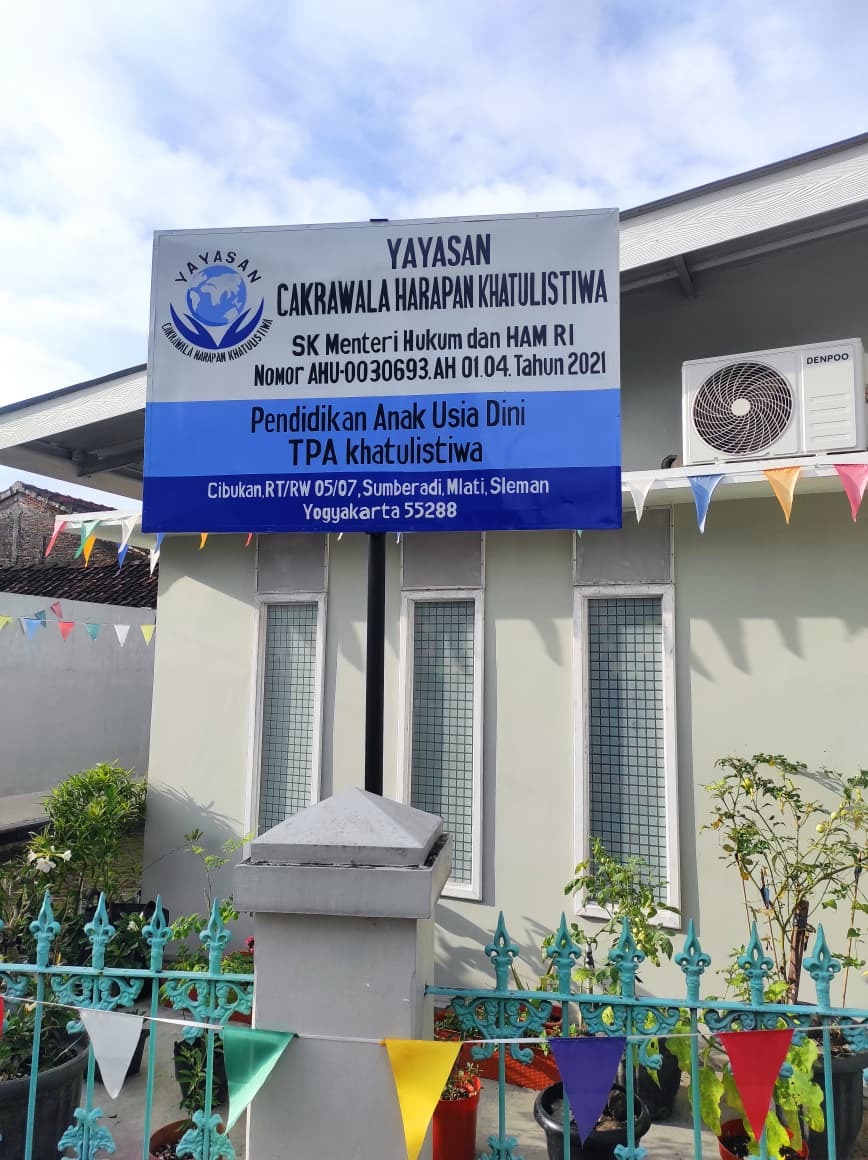 YAYASAN
CAKRAWALA HARAPAN KHATULISTIWA
YAYASAN
CAKRAWALA HARAPAN KHATULISTIWA
SK Menteri Hukum dan HAM RI
Nomor AHU-0030693.AH 01.04.Tahun 2021
Pendidikan Anak Usia Dini
TPA khatulistiwa
Cibukan,RT/RW 05/07,Sumberadi,Mlati,Sleman
Yogyakarta 55288
DENPOO